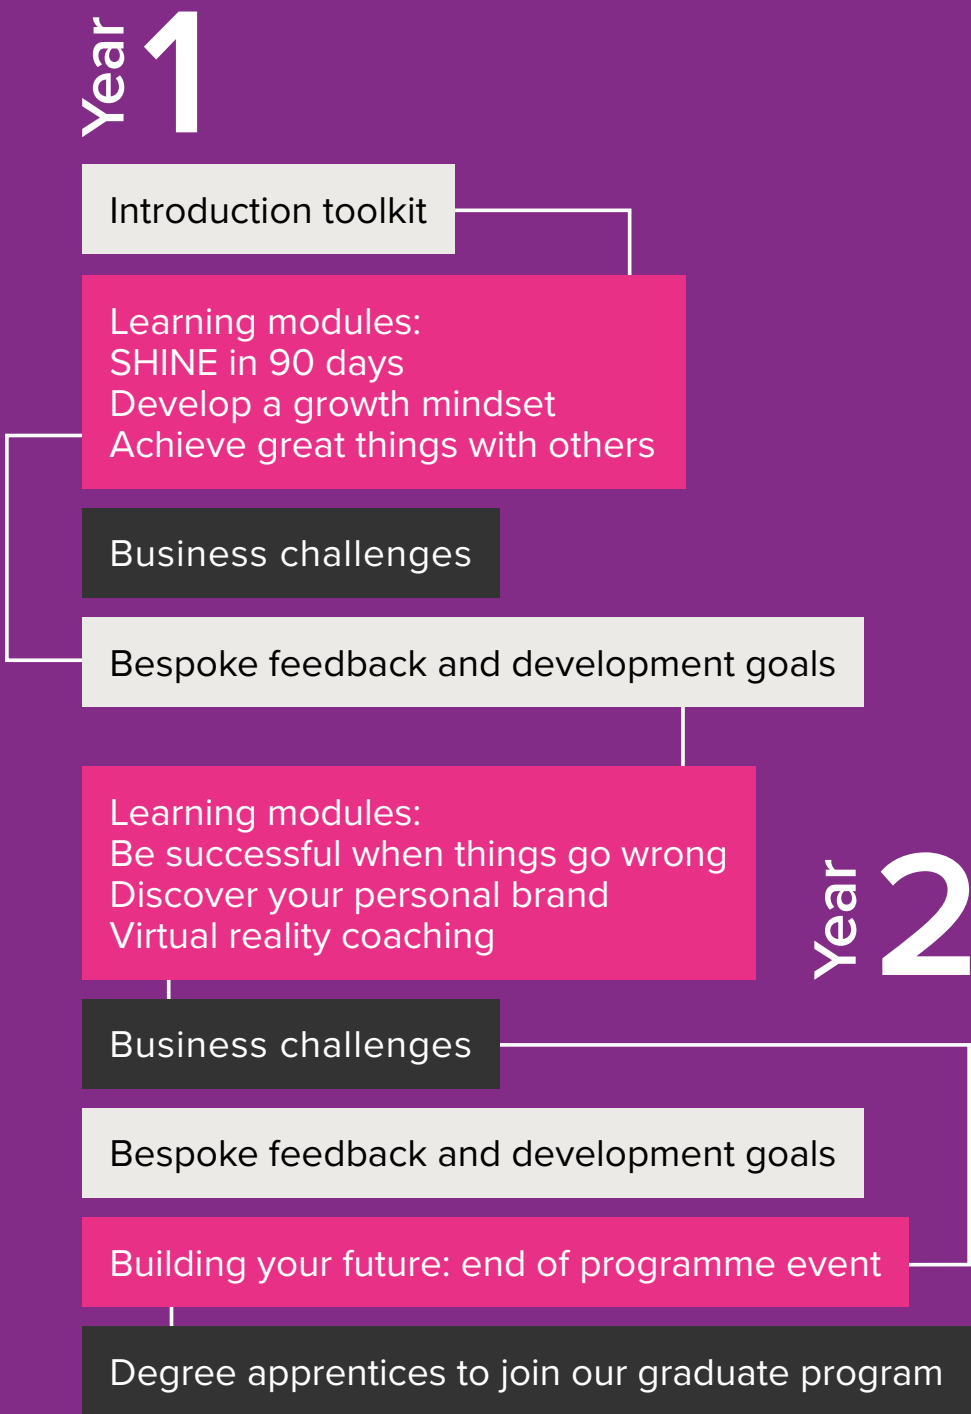 Year 1
Introduction toolkit
Learning modules:
SHINE in 90 days
Develop a growth mindset
Achieve great things with others
Business challenges
Bespoke feedback and development goals
Learning modules:
Be successful when things go wrong
Discover your personal brand
Virtual reality coaching
Year 2
Business challenges
Bespoke feedback and development goals
Building your future: end of programme event
Degree apprentices to join our graduate program